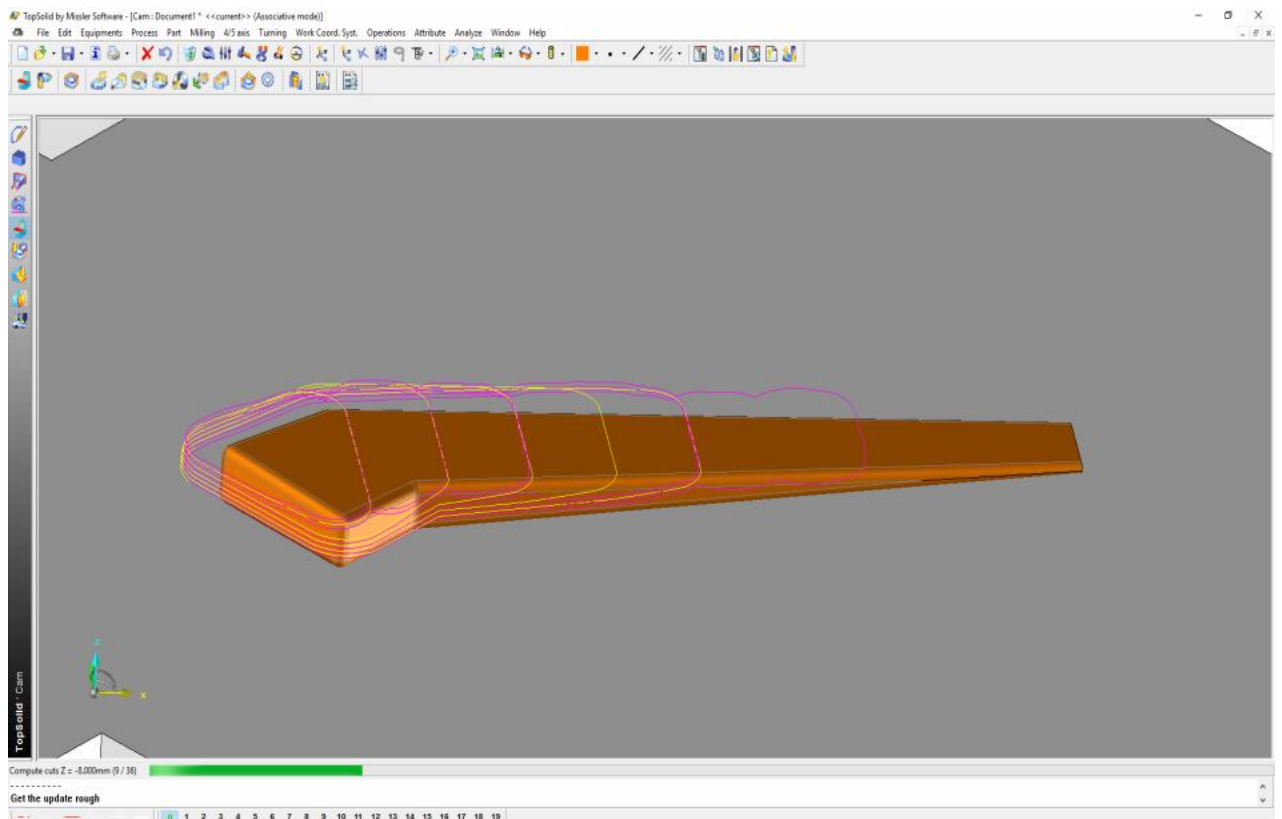 TopSolid by Missler Software - [Cam : Document1 * <<current>> (Associative mode)]
File Edit Equipments Process Part Milling 4/5 axis Turning Work Coord. Syst. Operations Attribute Analyze Window Help
Z
X
TopSolid'Cam
Compute cuts Z = -8.000mm (9 / 36)
----------
Get the update rough
0 1 2 3 4 5 6 7 8 9 10 11 12 13 14 15 16 17 18 19